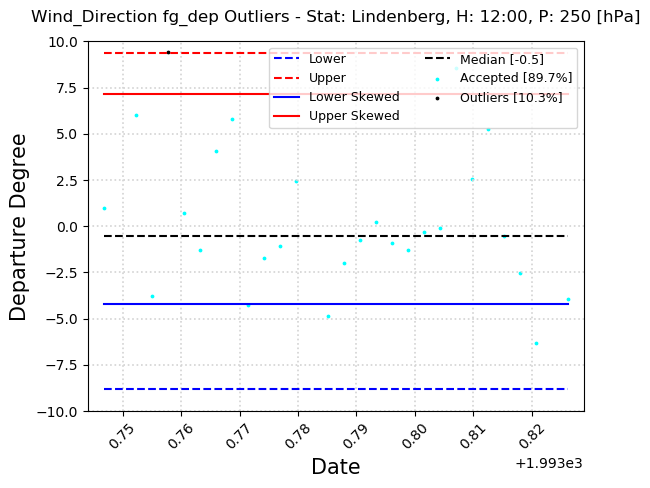 Wind_Direction fg_dep Outliers - Stat: Lindenberg, H: 12:00, P: 250 [hPa]
10.0
7.5
5.0
2.5
0.0
−2.5
−5.0
−7.5
−10.0
Departure Degree
Lower
Upper
Lower Skewed
Upper Skewed
Median [-0.5]
Accepted [89.7%]
Outliers [10.3%]
0.75
0.76
0.77
0.78
0.79
0.80
0.81
0.82
Date
+1.993e3